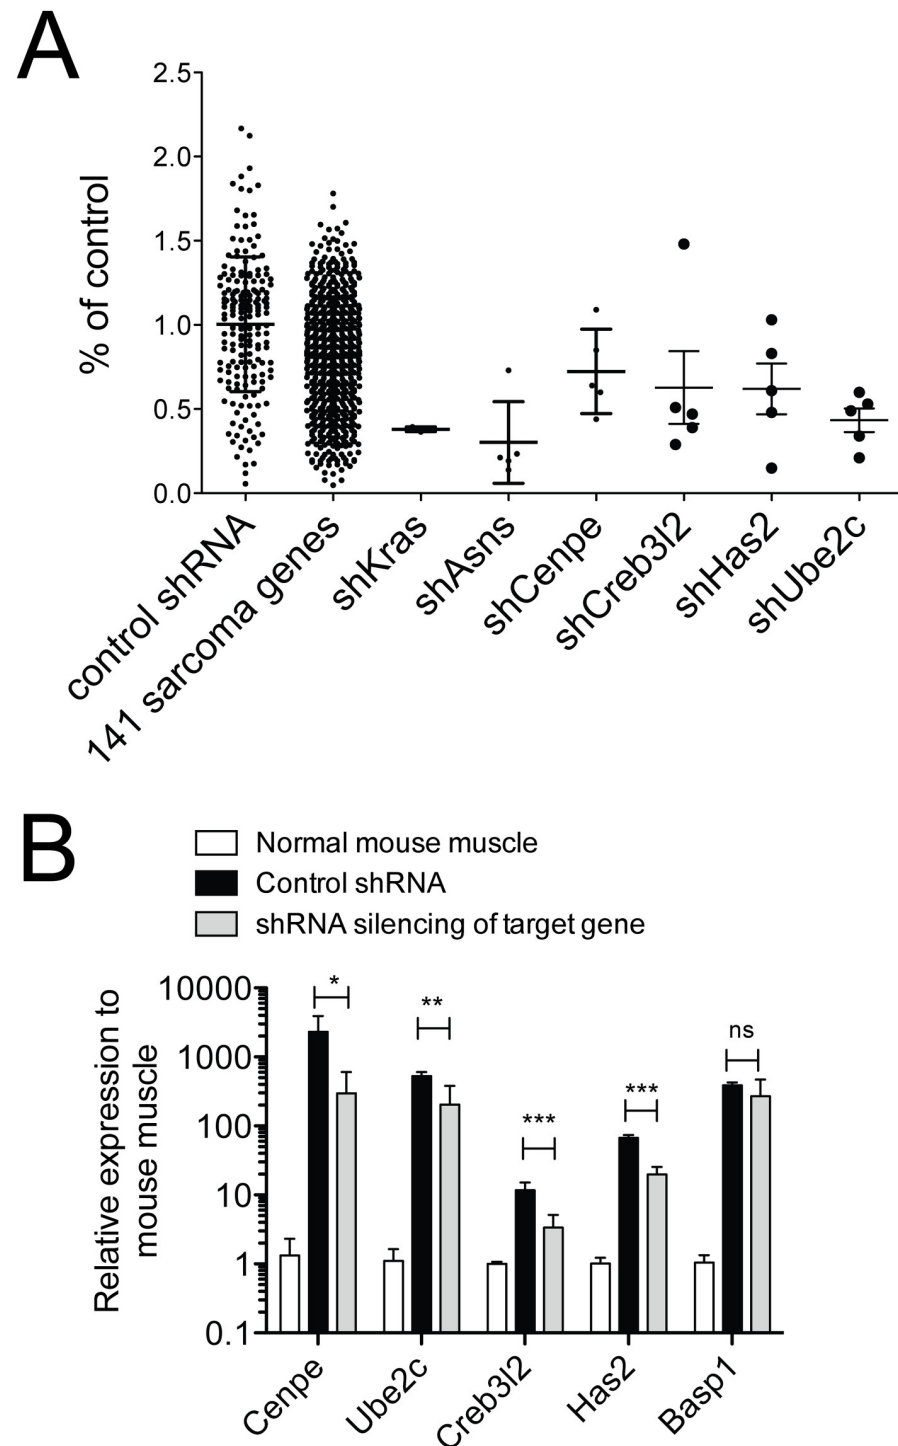 A
% of control
2.5
2.0
1.5
1.0
0.5
0.0
control shRNA
141 sarcoma genes
shKras
shAsns
shCenpe
shCreb3l2
shHas2
shUbe2c
B
Normal mouse muscle
Control shRNA
shRNA silencing of target gene
Relative expression to
mouse muscle
10000
1000
100
10
1
0.1
*
**
***
***
ns
Cenpe
Ube2c
Creb3l2
Has2
Basp1